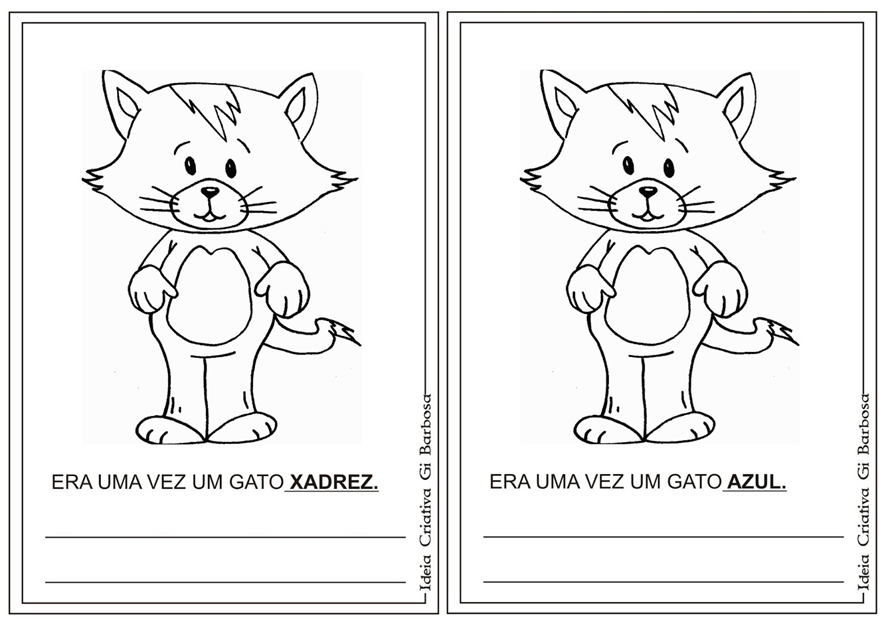 ERA UMA VEZ UM GATO XADREZ.
Ideia Criativa Gi Barbosa
ERA UMA VEZ UM GATO AZUL.
Ideia Criativa Gi Barbosa